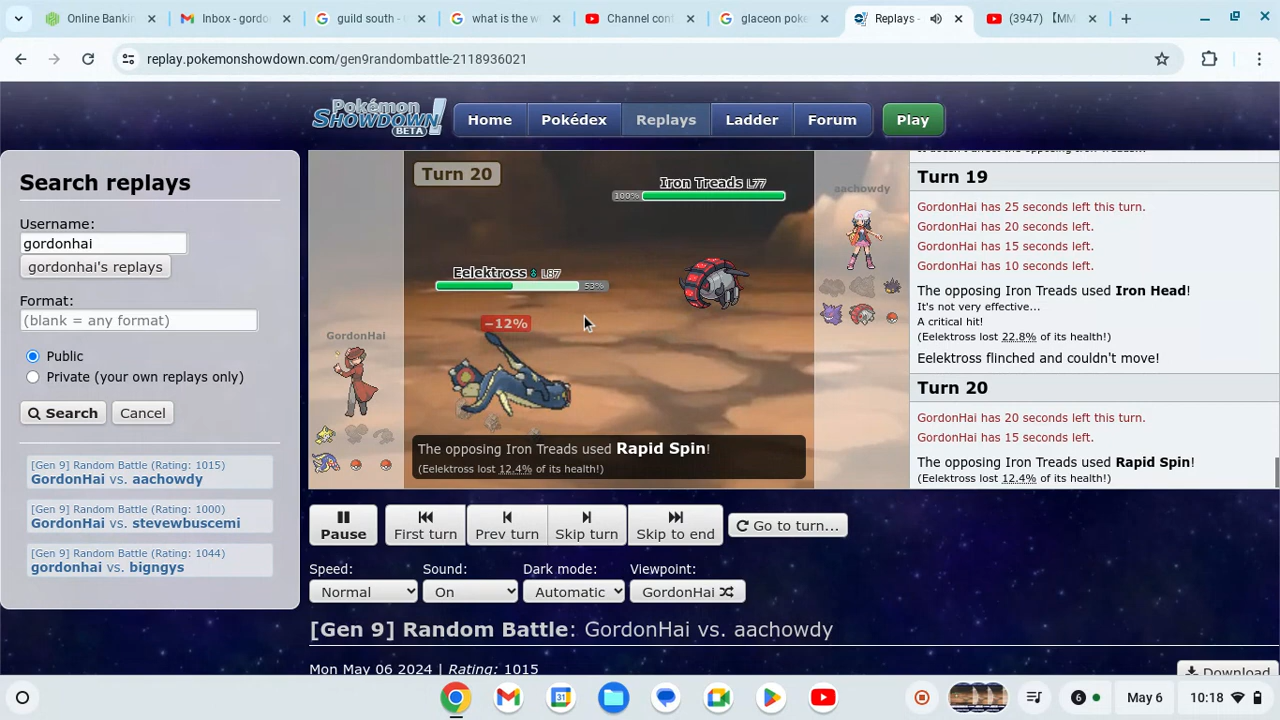 Online Bankin
Inbox - gordo
guild south -
what is the w
Channel cont
glaceon poke
Replays -
(3947) 【MM
replay.pokemonshowdown.com/gen9randombattle-2118936021
Pokémon
SHOWDOWN!
BETA
Home
Pokédex
Replays
Ladder
Forum
Play
Search replays
Username:
gordonhai
gordonhai's replays
Format:
(blank = any format)
Public
Private (your own replays only)
Search
Cancel
[Gen 9] Random Battle (Rating: 1015)
GordonHai vs. aachowdy
[Gen 9] Random Battle (Rating: 1000)
GordonHai vs. stevewbuscemi
[Gen 9] Random Battle (Rating: 1044)
gordonhai vs. bigngys
Turn 20
Iron Treads L77
100%
Eelektross L87
53%
−12%
GordonHai
aachowdy
The opposing Iron Treads used Rapid Spin!
(Eelektross lost 12.4% of its health!)
Turn 19
GordonHai has 25 seconds left this turn.
GordonHai has 20 seconds left.
GordonHai has 15 seconds left.
GordonHai has 10 seconds left.
The opposing Iron Treads used Iron Head!
It's not very effective...
A critical hit!
(Eelektross lost 22.8% of its health!)
Eelektross flinched and couldn't move!
Turn 20
GordonHai has 20 seconds left this turn.
GordonHai has 15 seconds left.
The opposing Iron Treads used Rapid Spin!
(Eelektross lost 12.4% of its health!)
Pause
First turn
Prev turn
Skip turn
Skip to end
Go to turn...
Speed:
Sound:
Dark mode:
Viewpoint:
Normal
On
Automatic
GordonHai
[Gen 9] Random Battle: GordonHai vs. aachowdy
Mon May 06 2024 | Rating: 1015
Download
6
May 6
10:18